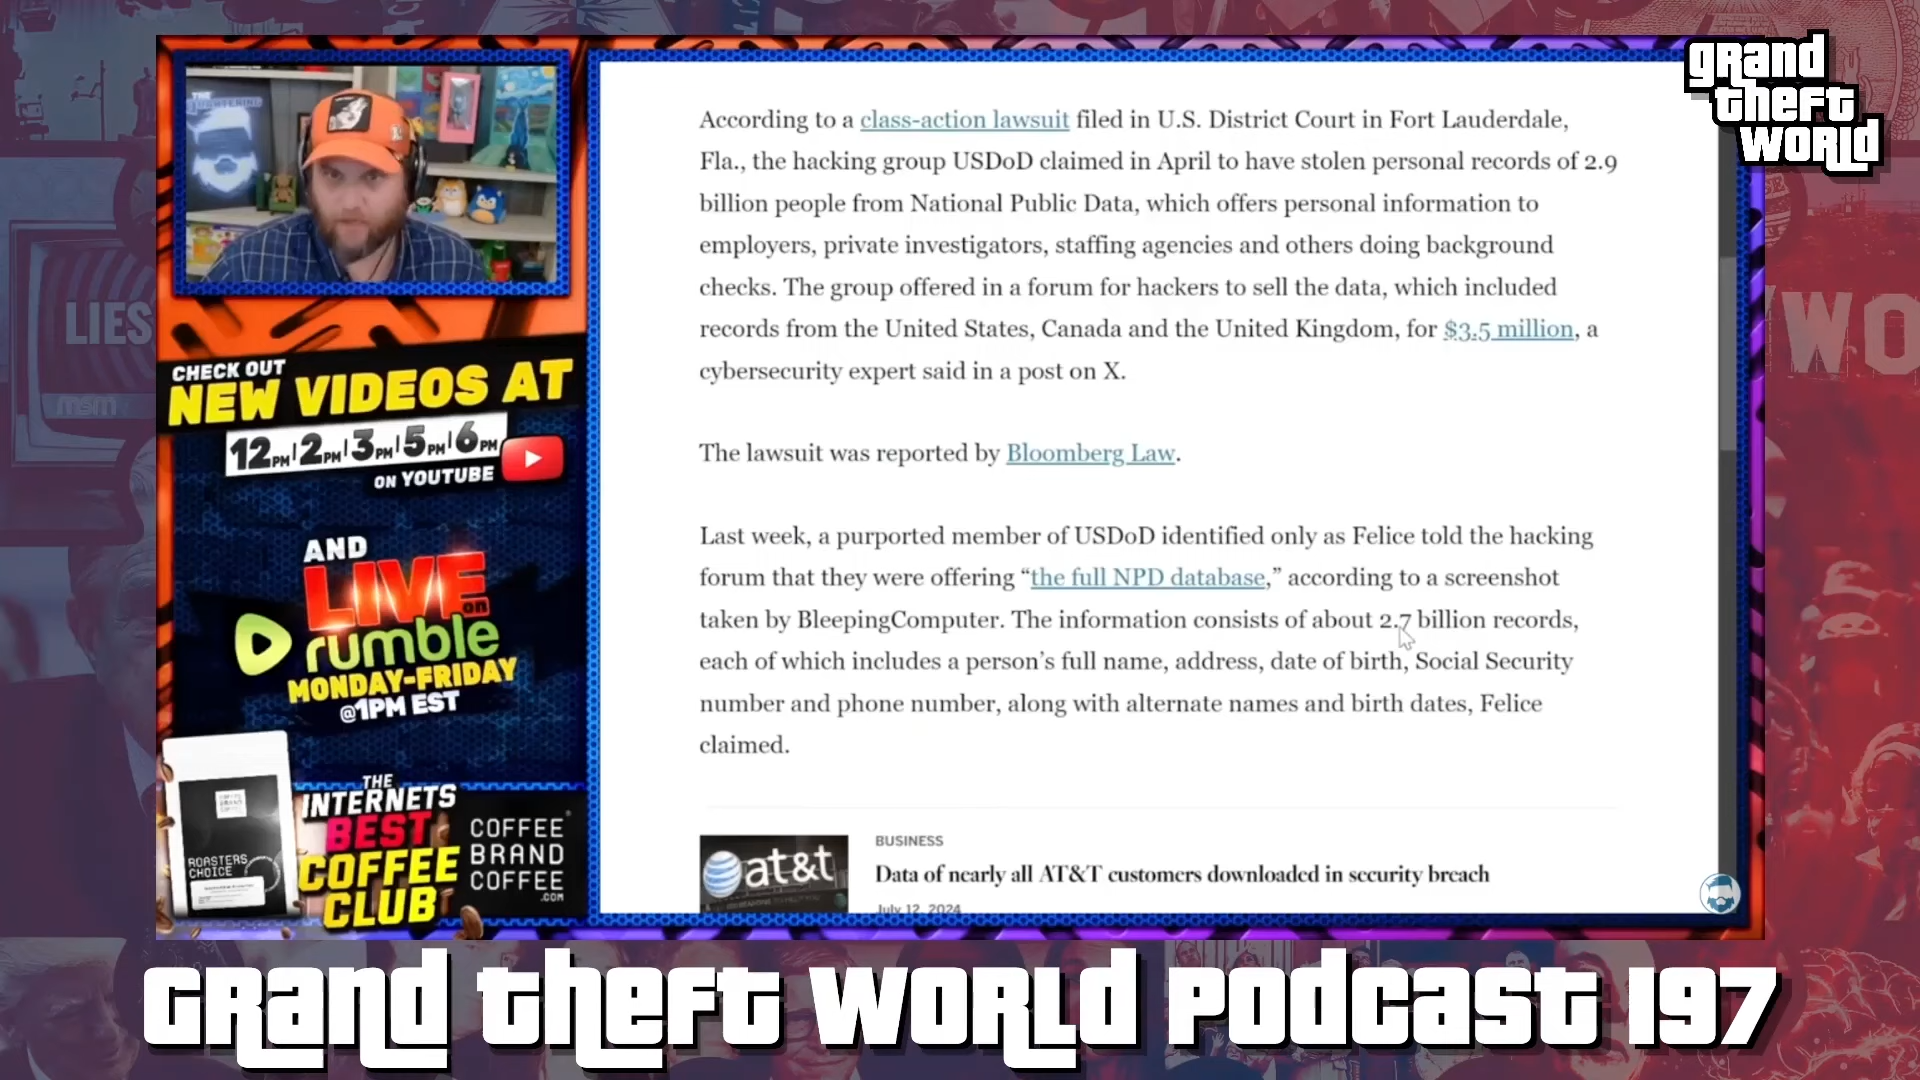 grand
theft
world
According to a class-action lawsuit filed in U.S. District Court in Fort Lauderdale,
Fla., the hacking group USDoD claimed in April to have stolen personal records of 2.9
billion people from National Public Data, which offers personal information to
employers, private investigators, staffing agencies and others doing background
checks. The group offered in a forum for hackers to sell the data, which included
records from the United States, Canada and the United Kingdom, for $3.5 million, a
cybersecurity expert said in a post on X.
The lawsuit was reported by Bloomberg Law.
Last week, a purported member of USDoD identified only as Felice told the hacking
forum that they were offering “the full NPD database,” according to a screenshot
taken by BleepingComputer. The information consists of about 2.7 billion records,
each of which includes a person’s full name, address, date of birth, Social Security
number and phone number, along with alternate names and birth dates, Felice
claimed.
at&t
BUSINESS
Data of nearly all AT&T customers downloaded in security breach
July 12, 2024
LIES
msm
CHECK OUT
NEW VIDEOS AT
12PM|2PM|3PM|5PM|6PM
ON YOUTUBE
AND
LIVE on
rumble
MONDAY-FRIDAY
@1PM EST
ROASTERS
CHOICE
THE
INTERNETS
BEST
COFFEE
CLUB
COFFEE
BRAND
COFFEE
.COM
WO
GRand theft WORLd POdCast 197